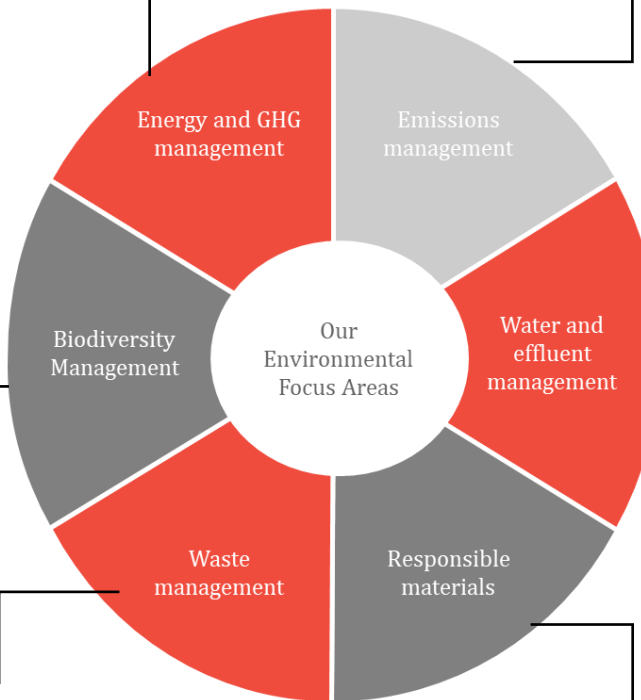 Energy and GHG
management
Emissions
management
Water and
effluent
management
Responsible
materials
Waste
management
Biodiversity
Management
Our
Environmental
Focus Areas